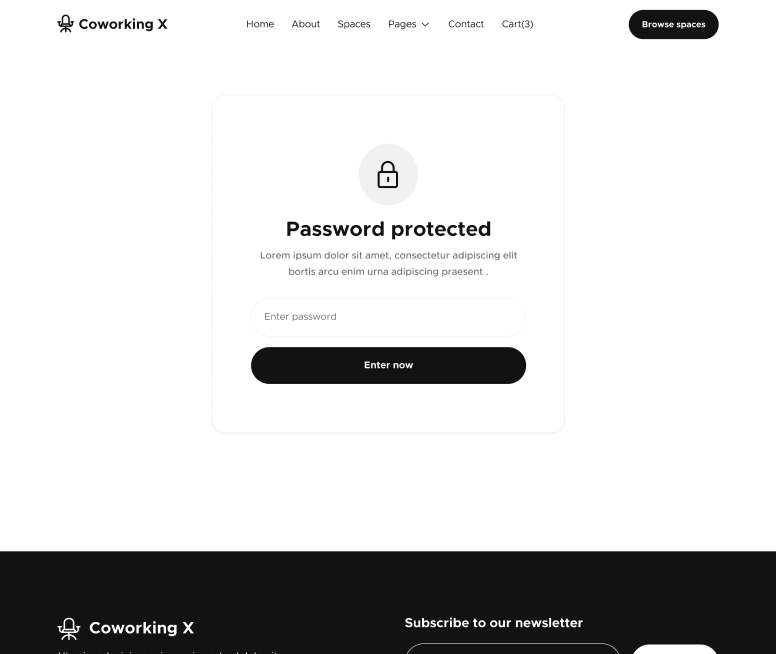 Coworking X
Home About Spaces Pages Contact Cart(3)
Browse spaces
Password protected
Lorem ipsum dolor sit amet, consectetur adipiscing elit
bortis arcu enim urna adipiscing praesent .
Enter password
Enter now
Coworking X
Subscribe to our newsletter